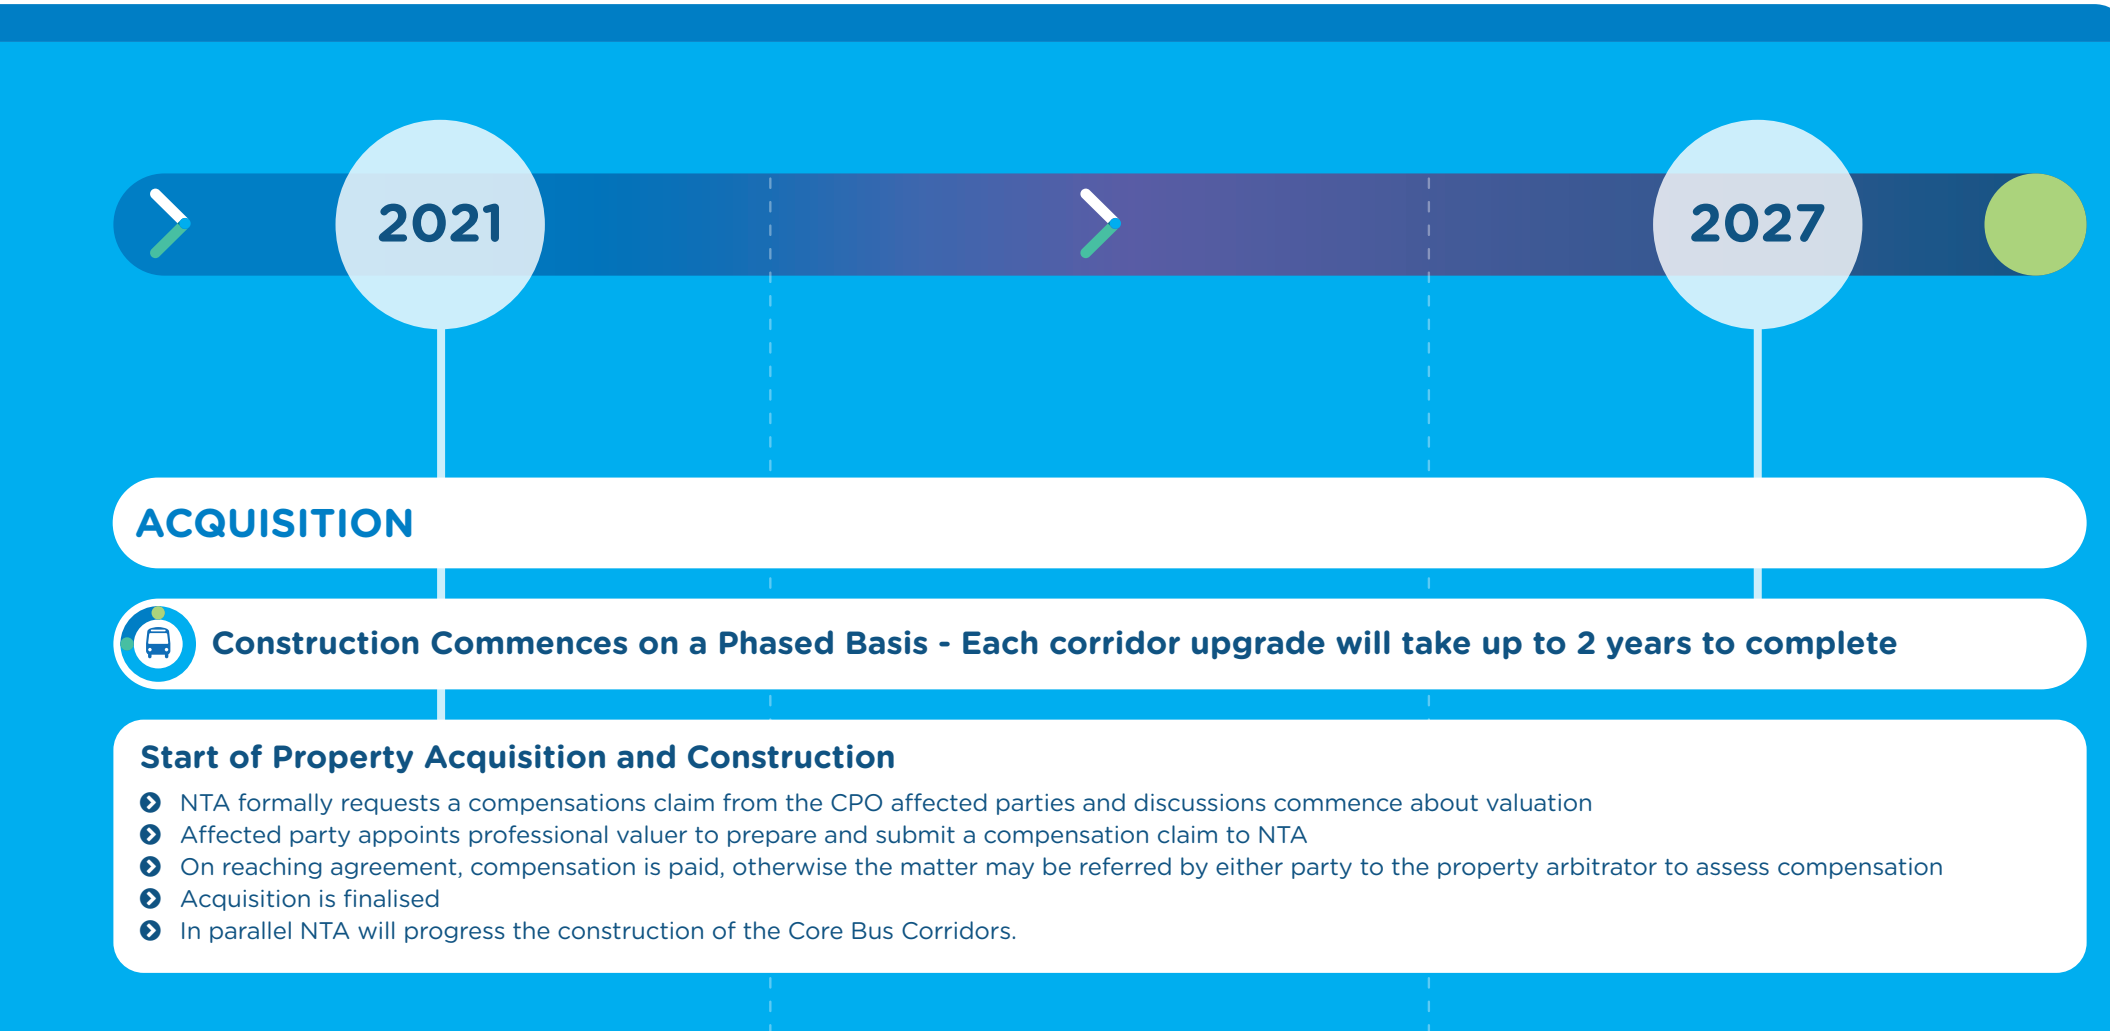 2021
2027
ACQUISITION
Construction Commences on a Phased Basis - Each corridor upgrade will take up to 2 years to complete
Start of Property Acquisition and Construction
NTA formally requests a compensations claim from the CPO affected parties and discussions commence about valuation
Affected party appoints professional valuer to prepare and submit a compensation claim to NTA
On reaching agreement, compensation is paid, otherwise the matter may be referred by either party to the property arbitrator to assess compensation
Acquisition is finalised
In parallel NTA will progress the construction of the Core Bus Corridors.